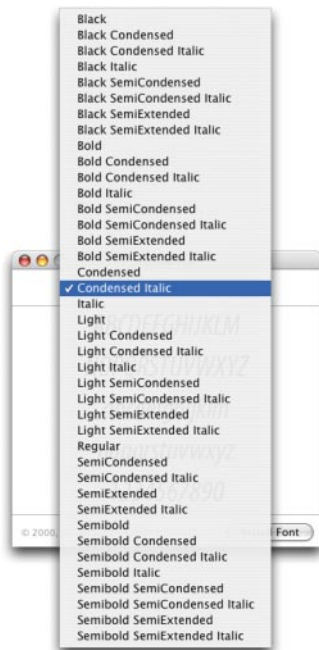 Black
Black Condensed
Black Condensed Italic
Black Italic
Black SemiCondensed
Black SemiCondensed Italic
Black SemiExtended
Black SemiExtended Italic
Bold
Bold Condensed
Bold Condensed Italic
Bold Italic
Bold SemiCondensed
Bold SemiCondensed Italic
Bold SemiExtended
Bold SemiExtended Italic
Condensed
✓ Condensed Italic
Italic
Light
Light Condensed
Light Condensed Italic
Light Italic
Light SemiCondensed
Light SemiCondensed Italic
Light SemiExtended
Light SemiExtended Italic
Regular
SemiCondensed
SemiCondensed Italic
SemiExtended
SemiExtended Italic
Semibold
© 2000, Font
Semibold Condensed
Semibold Condensed Italic
Semibold Italic
Semibold SemiCondensed
Semibold SemiCondensed Italic
Semibold SemiExtended
Semibold SemiExtended Italic